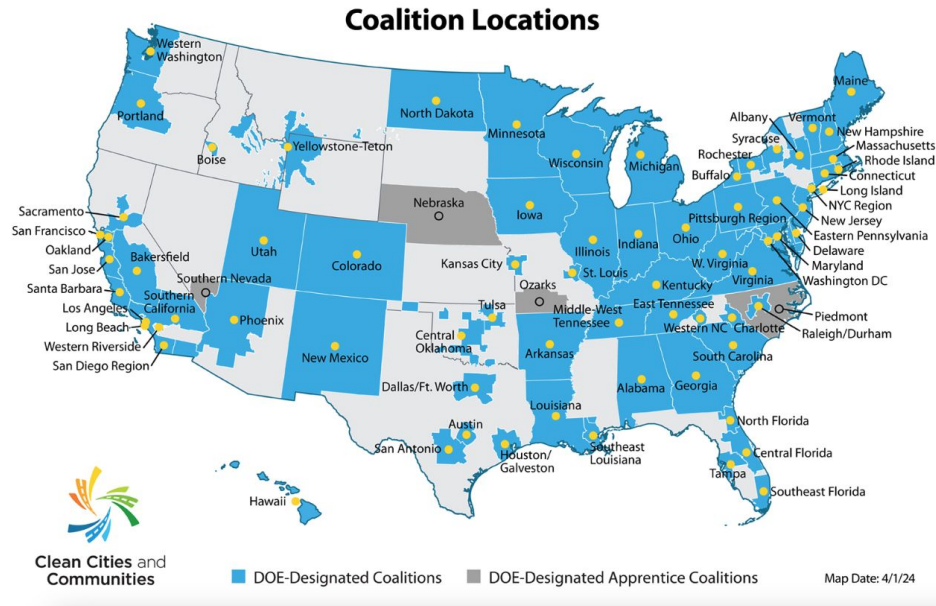 Coalition Locations
Western
Washington
Portland
Boise
Yellowstone-Teton
North Dakota
Minnesota
Wisconsin
Michigan
Maine
Albany
Vermont
Syracuse
New Hampshire
Rochester
Massachusetts
Rhode Island
Buffalo
Connecticut
Long Island
NYC Region
New Jersey
Pittsburgh Region
Eastern Pennsylvania
Delaware
Maryland
Washington DC
Nebraska
Iowa
Illinois
Indiana
Ohio
W. Virginia
Virginia
Sacramento
San Francisco
Oakland
San Jose
Bakersfield
Santa Barbara
Southern Nevada
Los Angeles
Southern
California
Long Beach
Western Riverside
San Diego Region
Utah
Colorado
Phoenix
New Mexico
Kansas City
St. Louis
Kentucky
Ozarks
Tulsa
Middle-West
Tennessee
East Tennessee
Western NC
Charlotte
Piedmont
Raleigh/Durham
Central
Oklahoma
Arkansas
South Carolina
Dallas/Ft. Worth
Alabama
Georgia
Louisiana
Austin
San Antonio
Houston/
Galveston
Southeast
Louisiana
North Florida
Central Florida
Tampa
Southeast Florida
Hawaii
Clean Cities and
Communities
DOE-Designated Coalitions
DOE-Designated Apprentice Coalitions
Map Date: 4/1/24